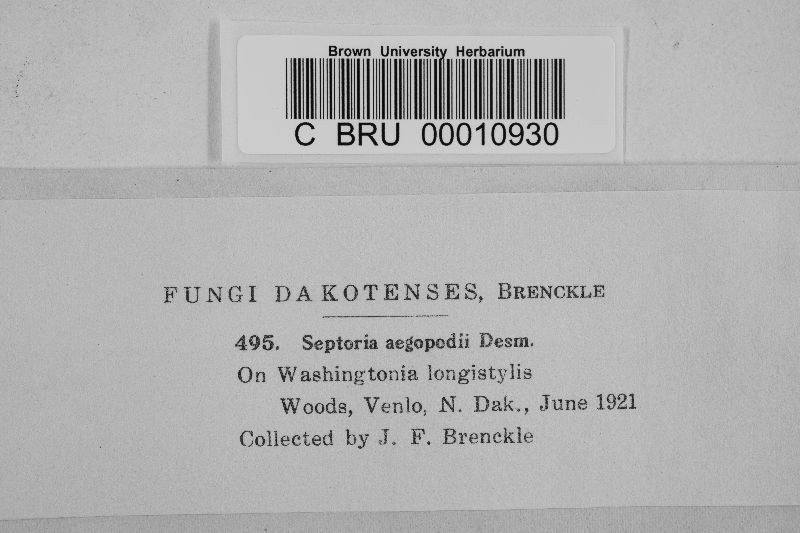 Brown University Herbarium
C BRU 00010930
FUNGI DAKOTENSES, BRENCKLE
495. Septoria aegopodii Desm.
On Washingtonia longistylis
Woods, Venlo, N. Dak., June 1921
Collected by J. F. Brenckle